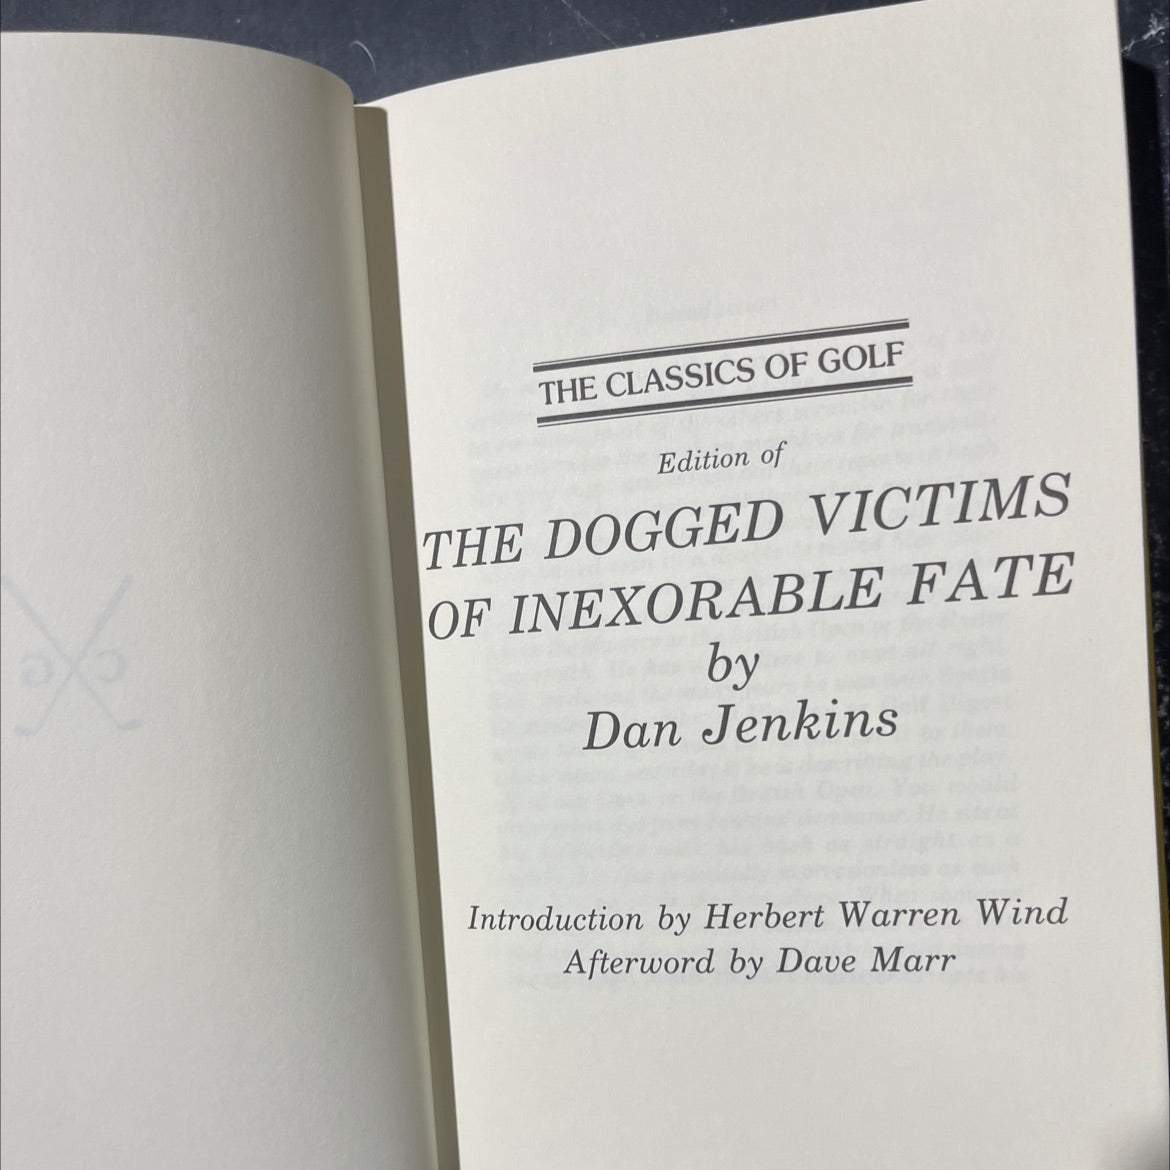 THE CLASSICS OF GOLF
Edition of
THE DOGGED VICTIMS
OF INEXORABLE FATE
by
Dan Jenkins
Introduction by Herbert Warren Wind
Afterword by Dave Marr